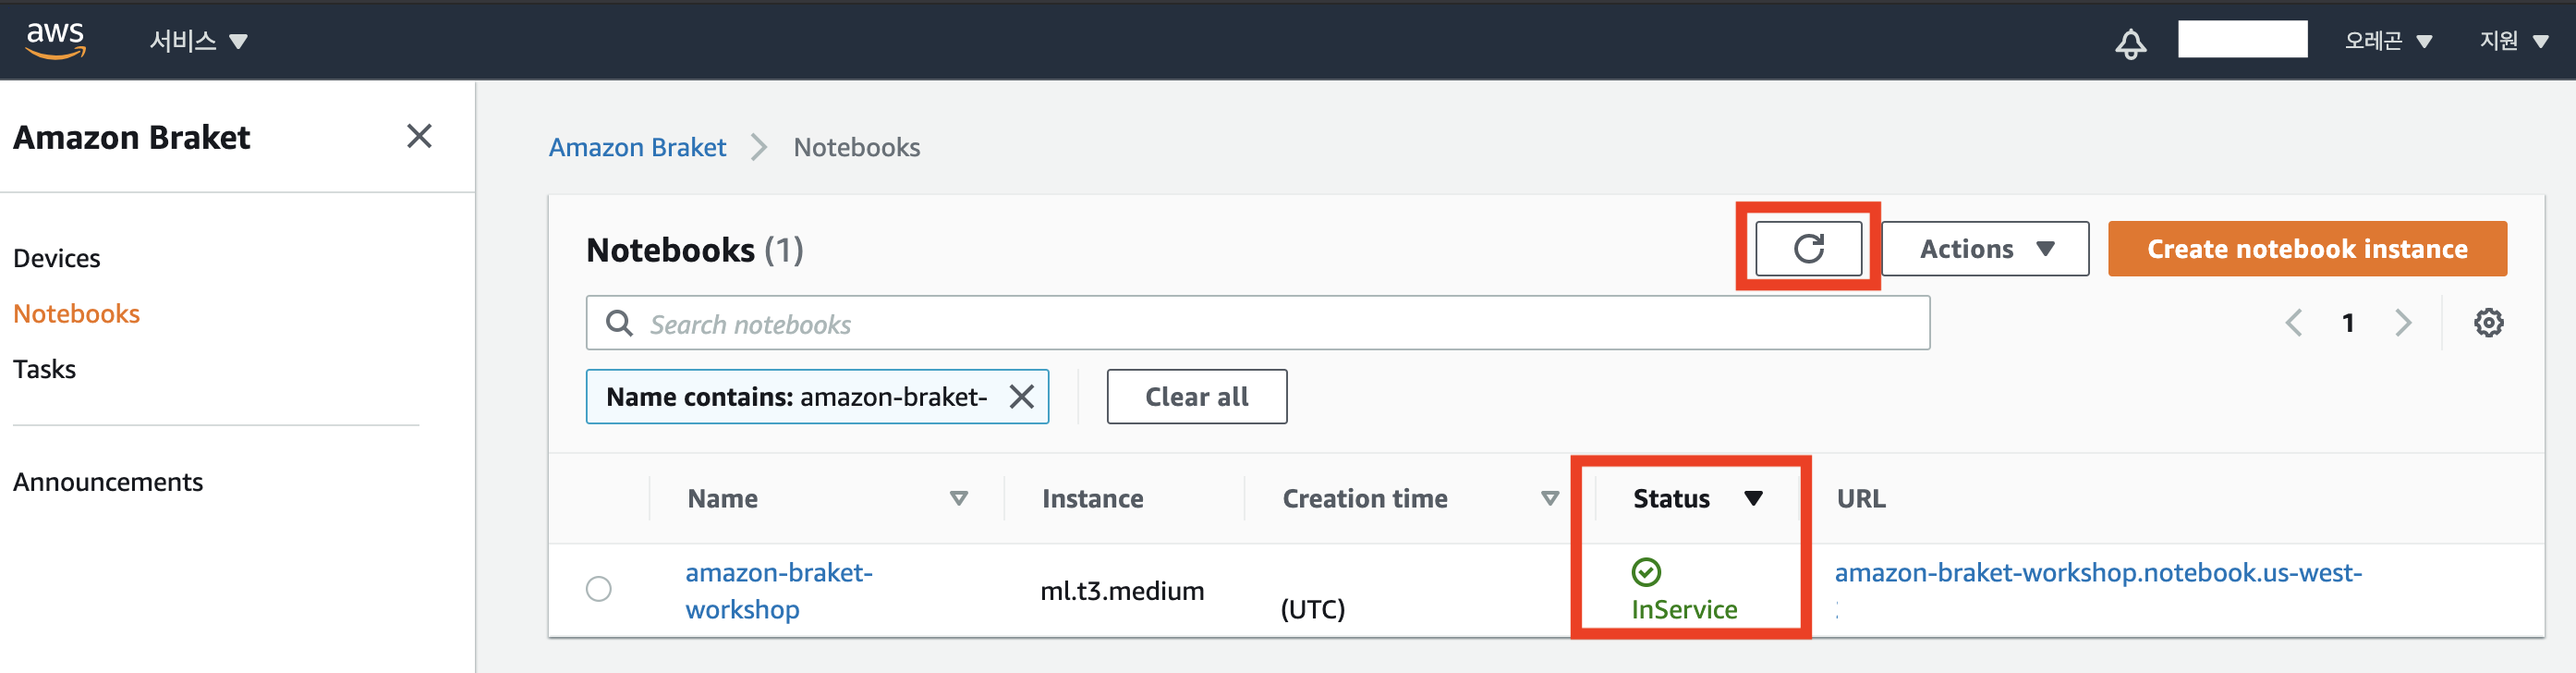 aws 서비스 오레곤 지원
Amazon Braket
Devices
Notebooks
Tasks
Announcements
Amazon Braket Notebooks
Notebooks (1)
Actions
Create notebook instance
Search notebooks
1
Name contains: amazon-braket-
Clear all
Name Instance Creation time Status URL
amazon-braket-
workshop
ml.t3.medium
(UTC)
InService
amazon-braket-workshop.notebook.us-west-